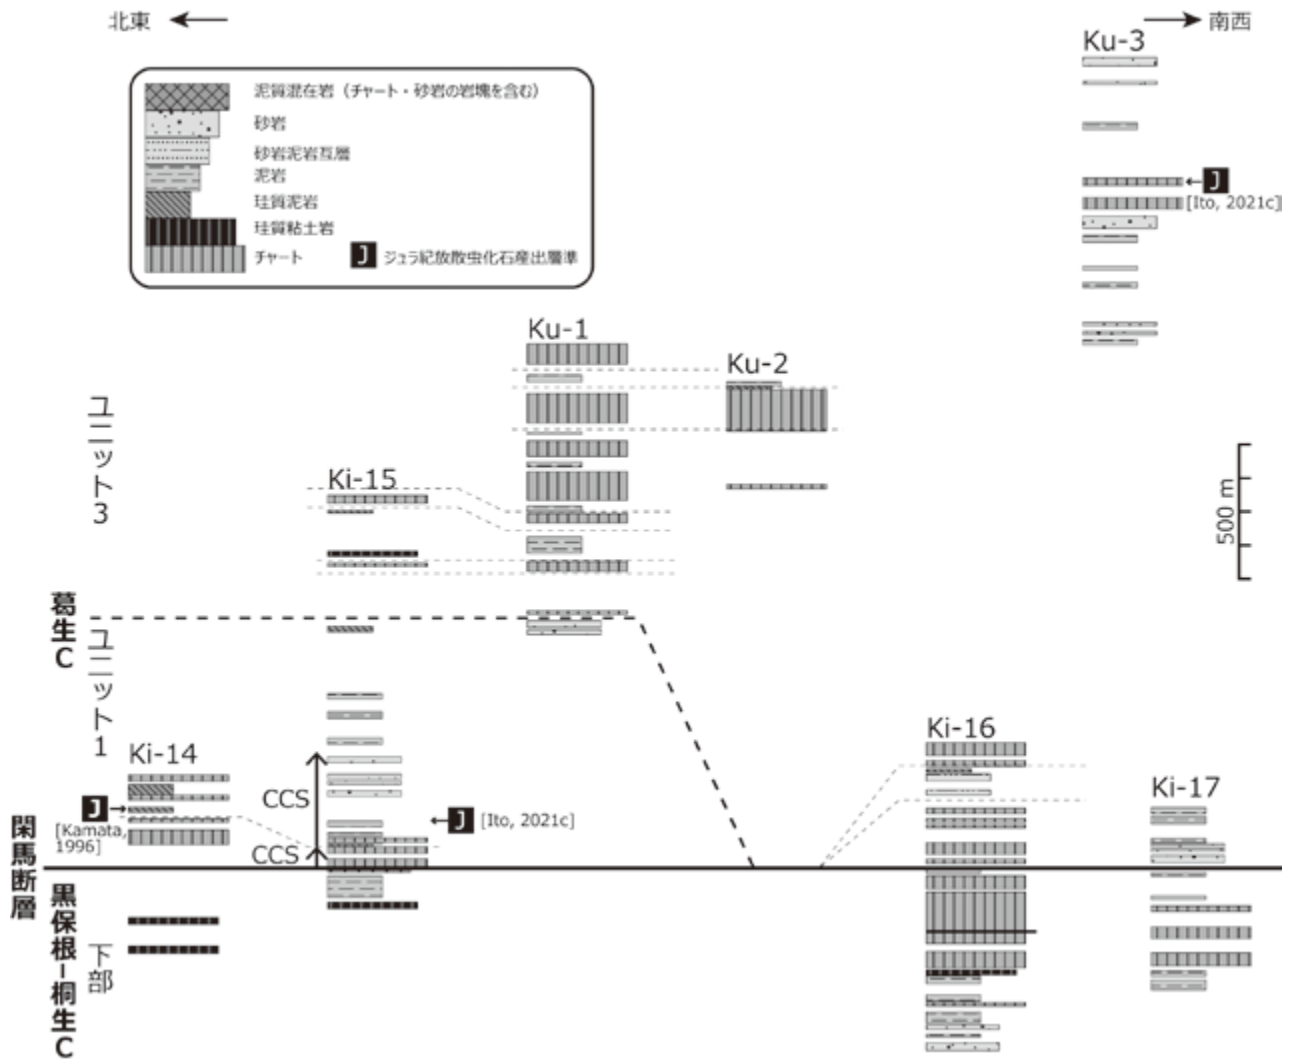 北東
南西
泥質混在岩（チャート・砂岩の岩塊を含む）
砂岩
砂岩泥岩互層
泥岩
珪質泥岩
珪質粘土岩
チャート
J ジュラ紀放散虫化石産出層準
Ku-3
J
[Ito, 2021c]
Ku-1
Ku-2
ユニット3
Ki-15
500 m
葛生C
ユニット1
Ki-14
J
[Kamata,
1996]
CCS
CCS
J [Ito, 2021c]
Ki-16
Ki-17
閑馬断層
黒保根-桐生C
下部